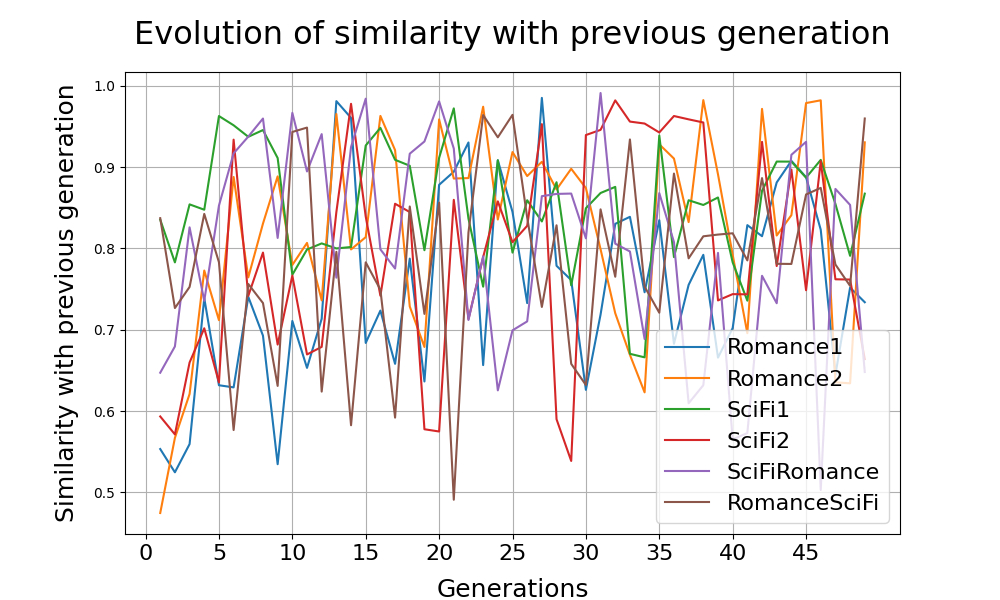 Evolution of similarity with previous generation
Similarity with previous generation
1.0
0.9
0.8
0.7
0.6
0.5
0 5 10 15 20 25 30 35 40 45
Generations
Romance1
Romance2
SciFi1
SciFi2
SciFiRomance
RomanceSciFi